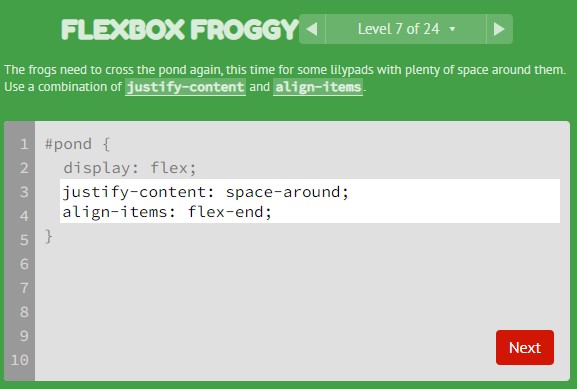 FLEXBOX FROGGY
◀ Level 7 of 24 ▾ ▶
The frogs need to cross the pond again, this time for some lilypads with plenty of space around them.
Use a combination of justify-content and align-items.
1 #pond {
2 display: flex;
3 justify-content: space-around;
4 align-items: flex-end;
5 }
6
7
8
9
10
Next